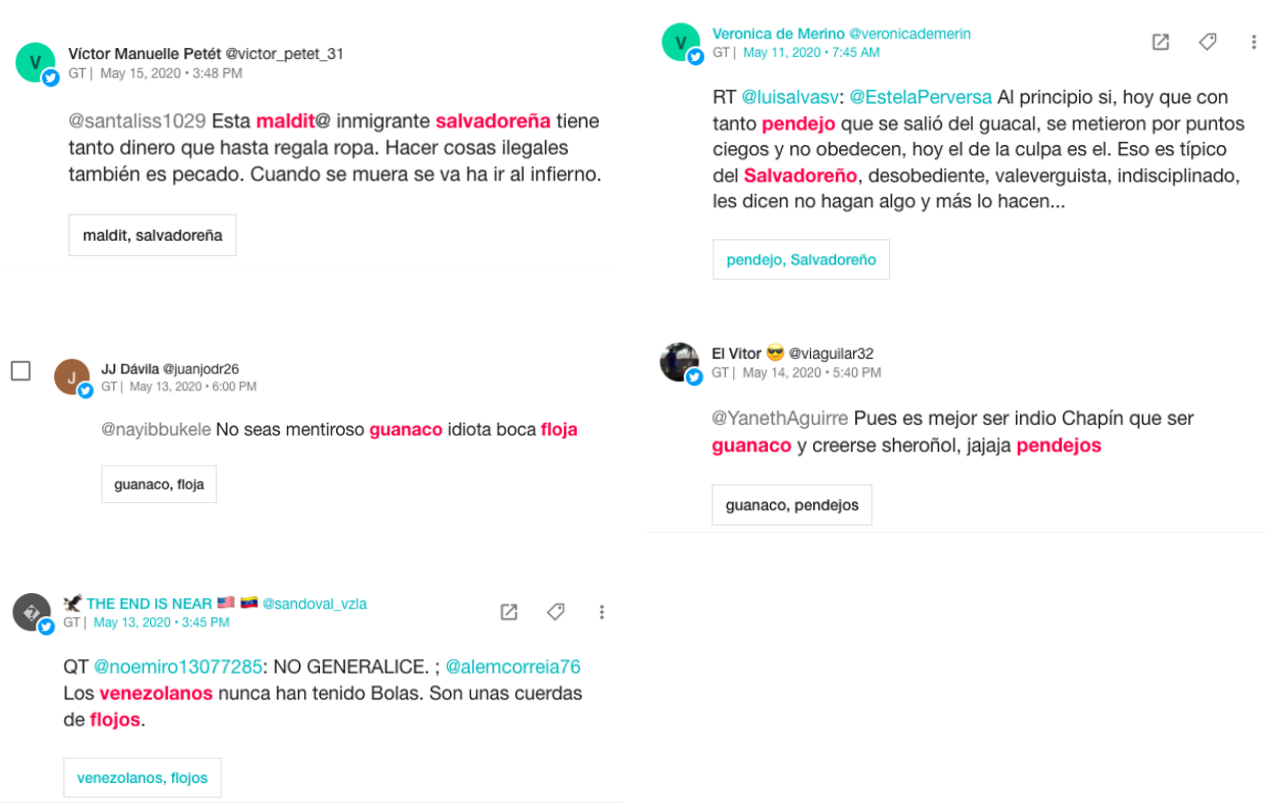 Víctor Manuelle Petét @victor_petet_31
GT | May 15, 2020 • 3:48 PM
@santaliss1029 Esta maldit@ inmigrante salvadoreña tiene
tanto dinero que hasta regala ropa. Hacer cosas ilegales
también es pecado. Cuando se muera se va ha ir al infierno.
maldit, salvadoreña
Veronica de Merino @veronicademerin
GT | May 11, 2020 • 7:45 AM
RT @luisalvasv: @EstelaPerversa Al principio si, hoy que con
tanto pendejo que se salió del guacal, se metieron por puntos
ciegos y no obedecen, hoy el de la culpa es el. Eso es típico
del Salvadoreño, desobediente, valeverguista, indisciplinado,
les dicen no hagan algo y más lo hacen...
pendejo, Salvadoreño
JJ Dávila @juanjodr26
GT | May 13, 2020 • 6:00 PM
@nayibbukele No seas mentiroso guanaco idiota boca floja
guanaco, floja
El Vitor 😎 @viaguilar32
GT | May 14, 2020 • 5:40 PM
@YanethAguirre Pues es mejor ser indio Chapín que ser
guanaco y creerse sheroñol, jajaja pendejos
guanaco, pendejos
THE END IS NEAR 🇺🇸 🇻🇪 @sandoval_vzla
GT | May 13, 2020 • 3:45 PM
QT @noemiro13077285: NO GENERALICE. ; @alemcorreia76
Los venezolanos nunca han tenido Bolas. Son unas cuerdas
de flojos.
venezolanos, flojos